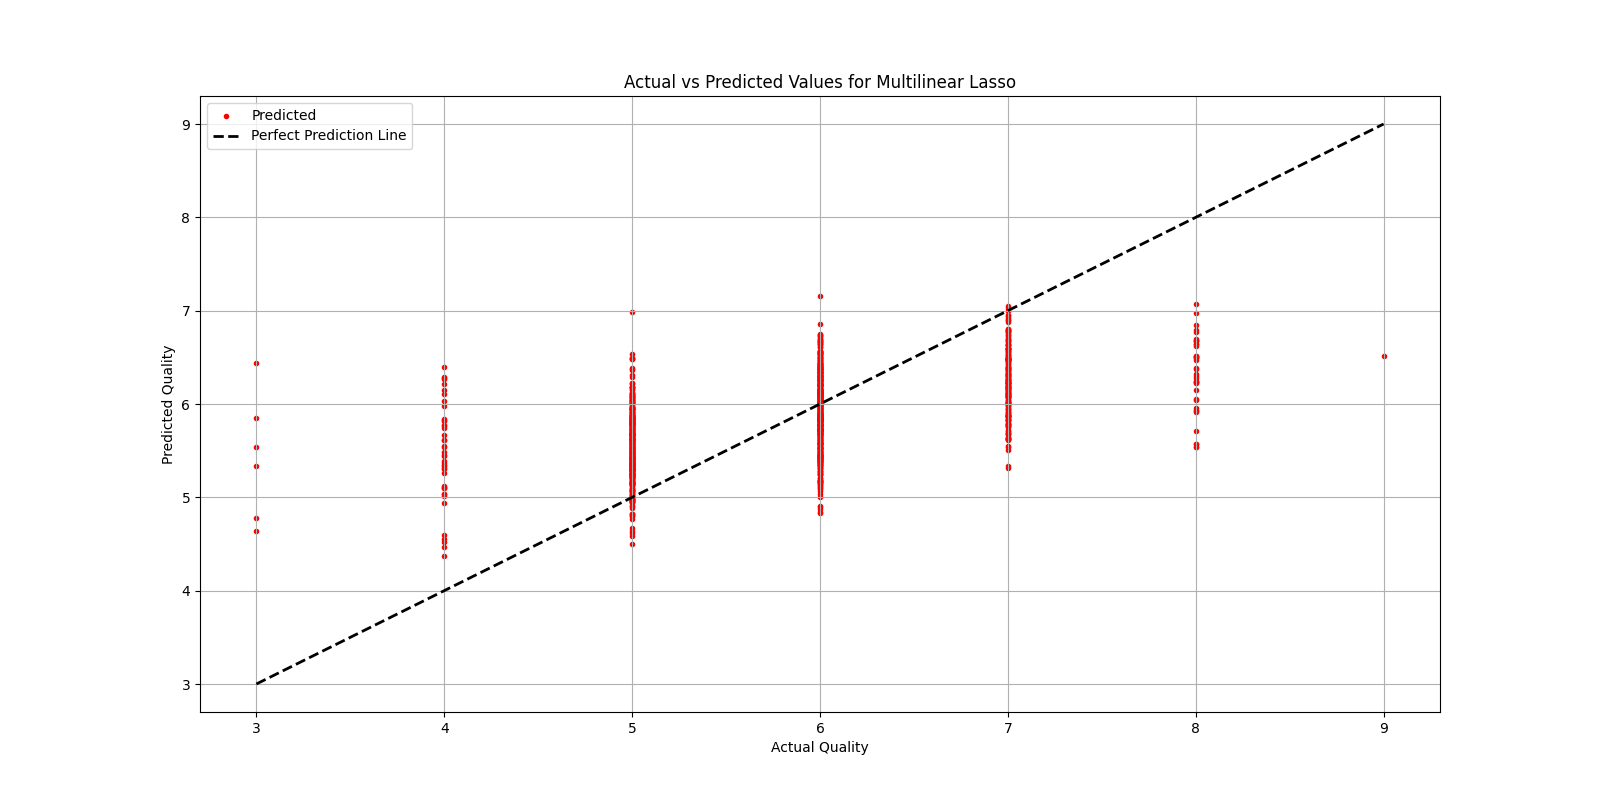 Actual vs Predicted Values for Multilinear Lasso
Predicted
Perfect Prediction Line
9
8
7
6
5
4
3
Predicted Quality
3 4 5 6 7 8 9
Actual Quality